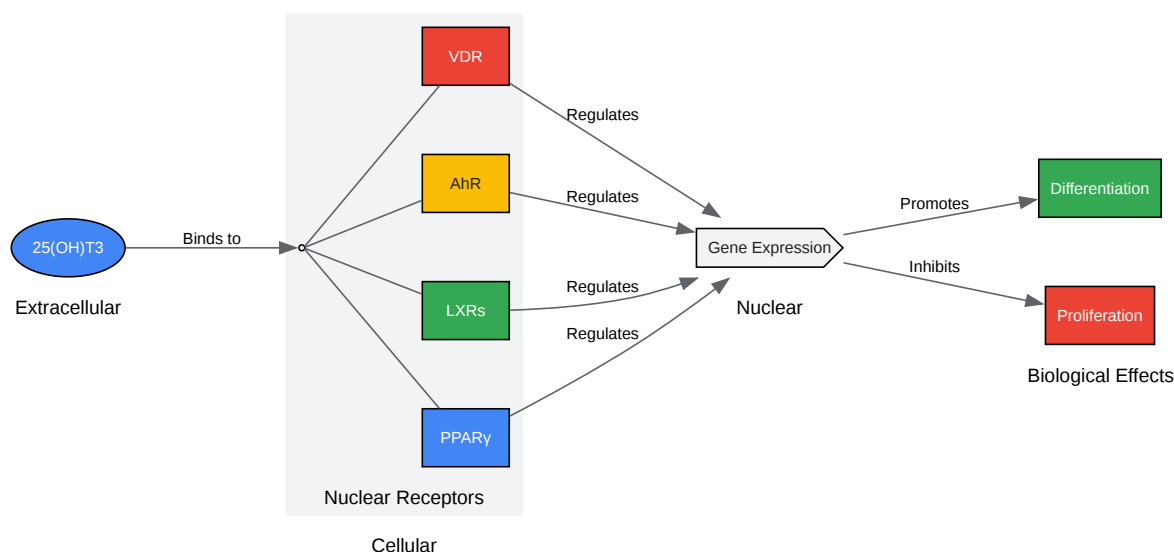 25(OH)T3
Extracellular
Binds to
VDR
AhR
LXRs
PPARγ
Nuclear Receptors
Cellular
Regulates
Regulates
Regulates
Regulates
Gene Expression
Nuclear
Promotes
Inhibits
Differentiation
Proliferation
Biological Effects